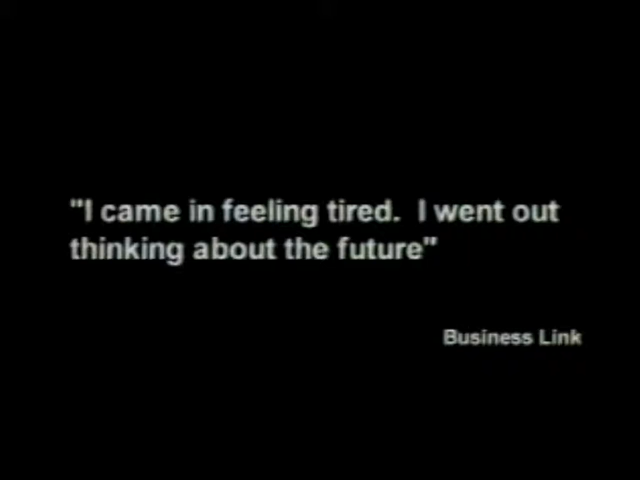 "I came in feeling tired.  I went out
thinking about the future"
Business Link